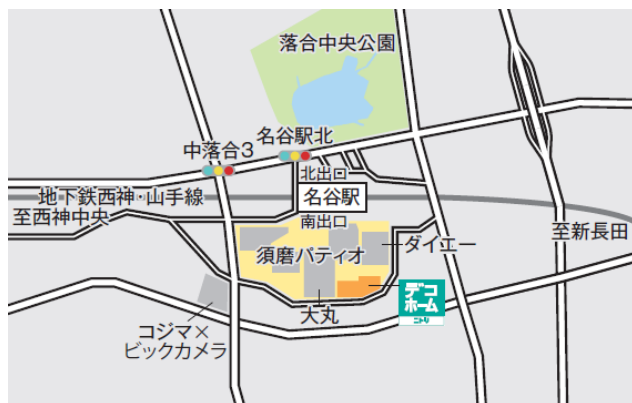 落合中央公園
名谷駅北
中落合3
北出口
名谷駅
地下鉄西神・山手線
至西神中央
南出口
至新長田
須磨パティオ
ダイエー
デコ
ホーム
ニトリ
大丸
コジマ×
ビックカメラ